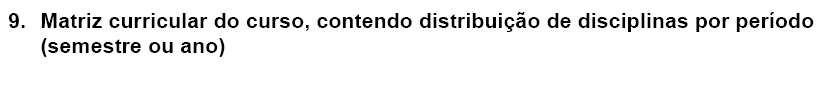 9. Matriz curricular do curso, contendo distribuição de disciplinas por período
(semestre ou ano)